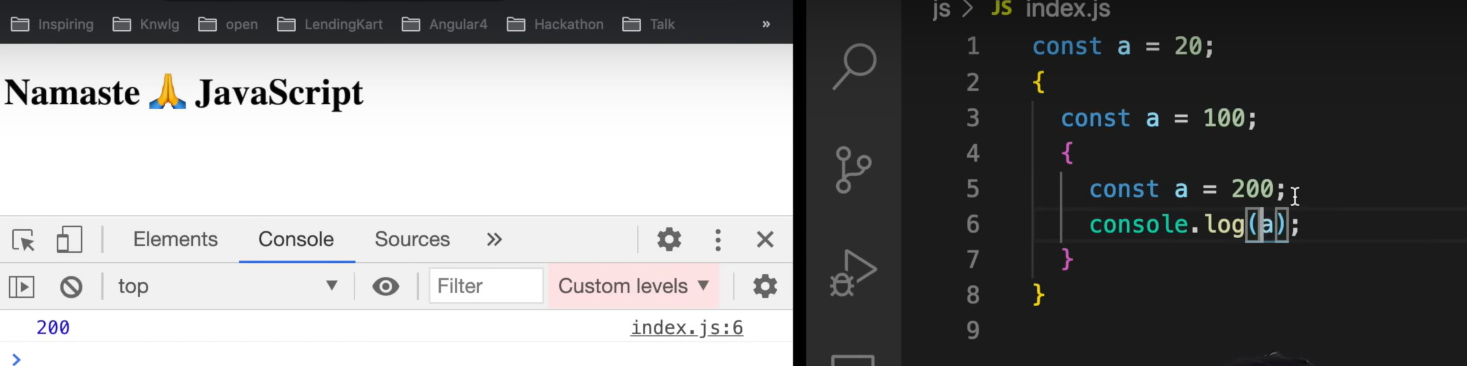 Inspiring Knwlg open LendingKart Angular4 Hackathon Talk »
Namaste 🙏 JavaScript
Elements Console Sources »
top ▼ Filter Custom levels ▼
200 index.js:6
>
js > JS index.js
1 const a = 20;
2 {
3 const a = 100;
4 {
5 const a = 200;
6 console.log(a);
7 }
8 }
9